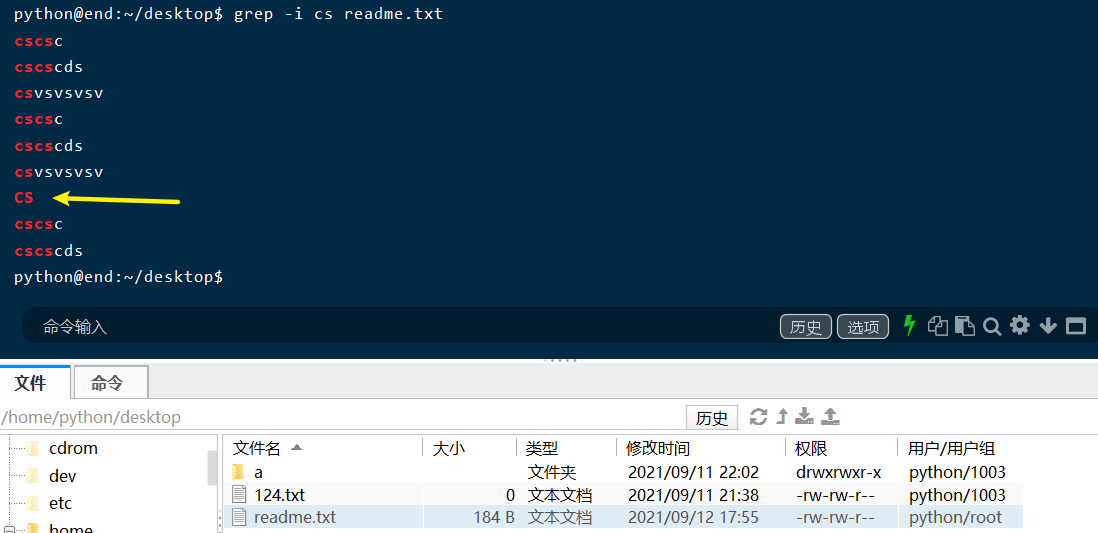 python@end:~/desktop$ grep -i cs readme.txt
cscsc
cscscds
csvsvsvsv
cscsc
cscscds
csvsvsvsv
CS
cscsc
cscscds
python@end:~/desktop$
命令输入 历史 选项
文件 命令
/home/python/desktop 历史
cdrom
dev
etc
home
文件名 大小 类型 修改时间 权限 用户/用户组
a 文件夹 2021/09/11 22:02 drwxrwxr-x python/1003
124.txt 0 文本文档 2021/09/11 21:38 -rw-rw-r-- python/1003
readme.txt 184 B 文本文档 2021/09/12 17:55 -rw-rw-r-- python/root